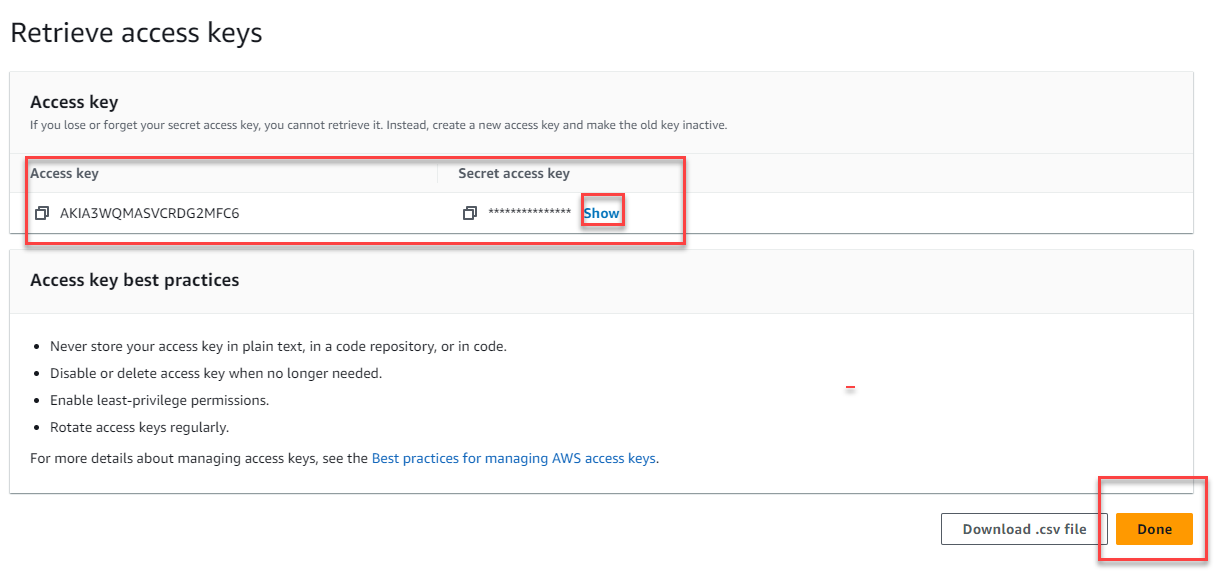 Retrieve access keys
Access key
If you lose or forget your secret access key, you cannot retrieve it. Instead, create a new access key and make the old key inactive.
Access key Secret access key
AKIA3WQMASVCRDG2MFC6 *************** Show
Access key best practices
Never store your access key in plain text, in a code repository, or in code.
Disable or delete access key when no longer needed.
Enable least-privilege permissions.
Rotate access keys regularly.
For more details about managing access keys, see the Best practices for managing AWS access keys.
Download .csv file Done